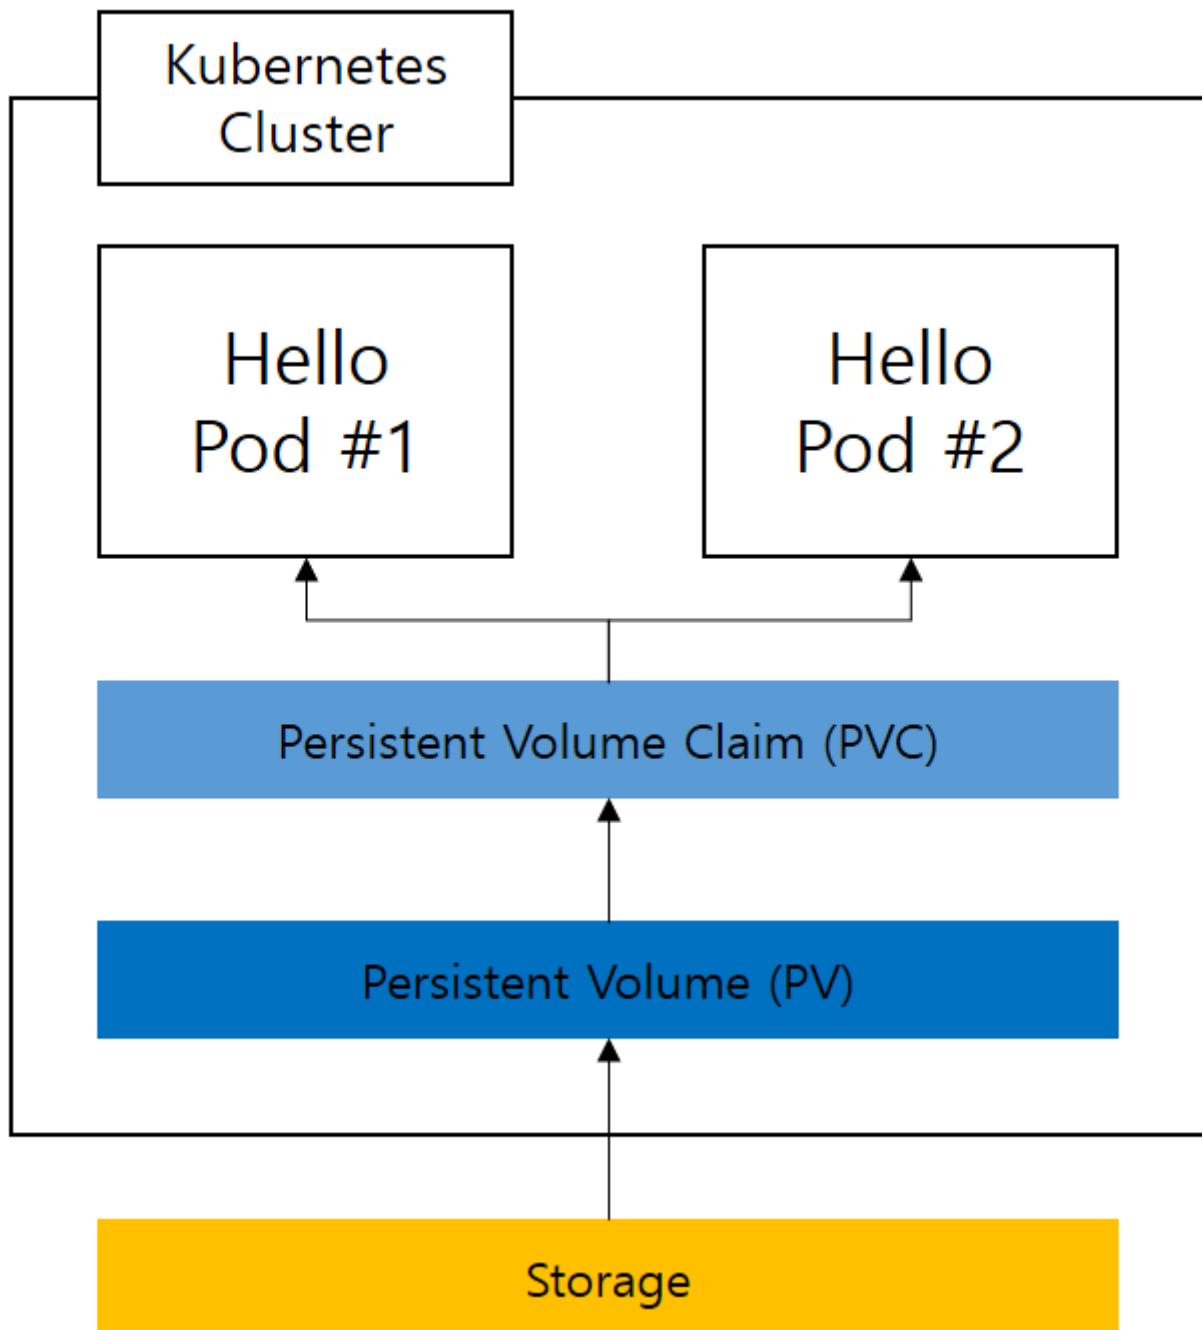 Kubernetes
Cluster
Hello
Pod #1
Hello
Pod #2
Persistent Volume Claim (PVC)
Persistent Volume (PV)
Storage